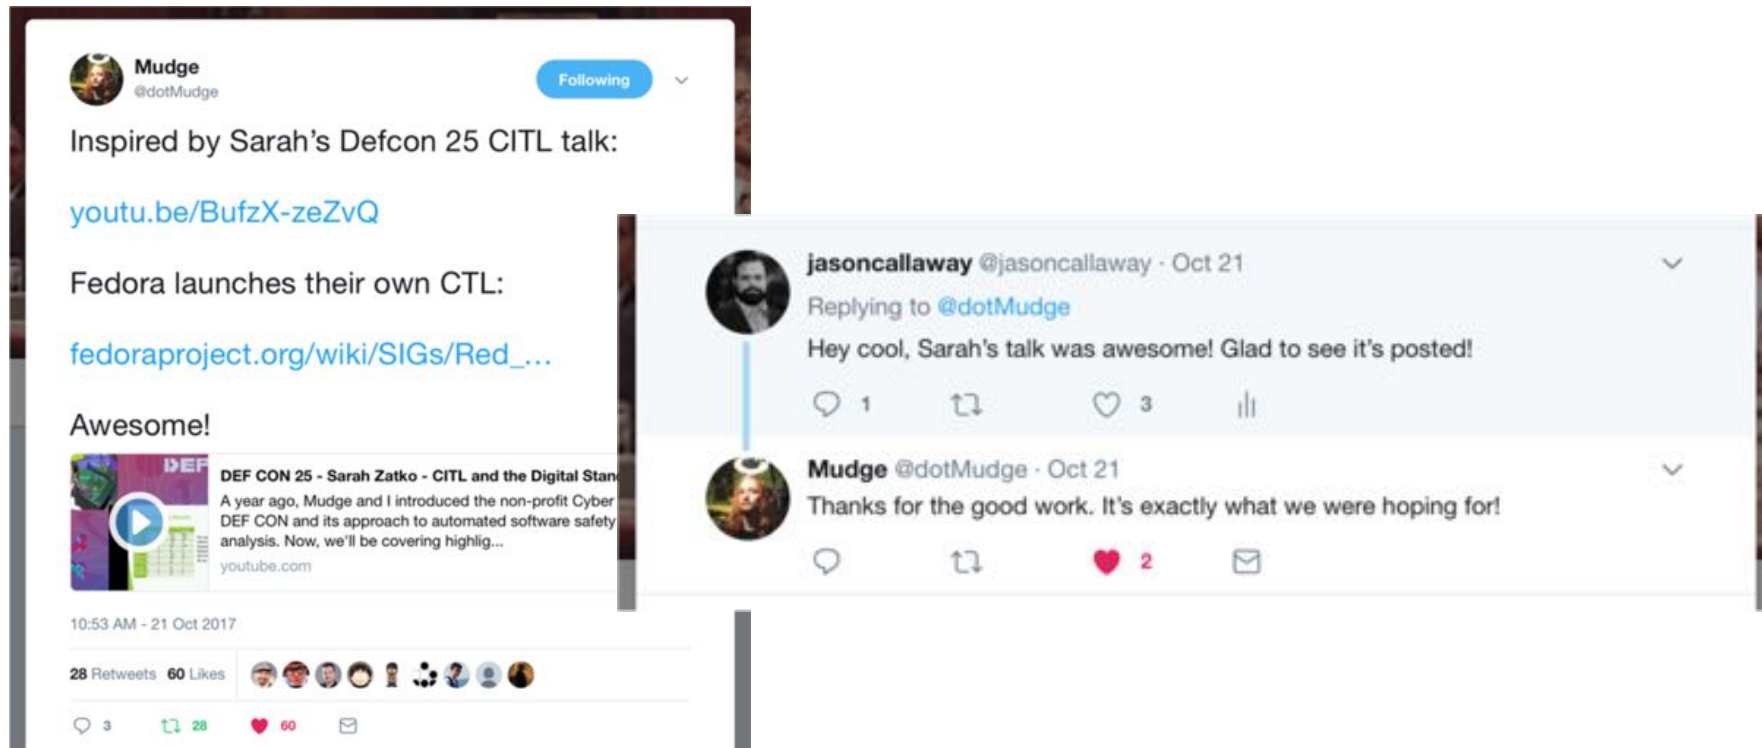 Mudge
@dotMudge
Following
Inspired by Sarah's Defcon 25 CITL talk:
youtu.be/BufzX-zeZvQ
Fedora launches their own CTL:
fedoraproject.org/wiki/SIGs/Red_...
Awesome!
DEF
DEF CON 25 - Sarah Zatko - CITL and the Digital Stan
A year ago, Mudge and I introduced the non-profit Cyber
DEF CON and its approach to automated software safety
analysis. Now, we'll be covering highlig...
youtube.com
10:53 AM - 21 Oct 2017
28 Retweets 60 Likes
3 28 60
jasoncallaway @jasoncallaway · Oct 21
Replying to @dotMudge
Hey cool, Sarah's talk was awesome! Glad to see it's posted!
1 3
Mudge @dotMudge · Oct 21
Thanks for the good work. It's exactly what we were hoping for!
2